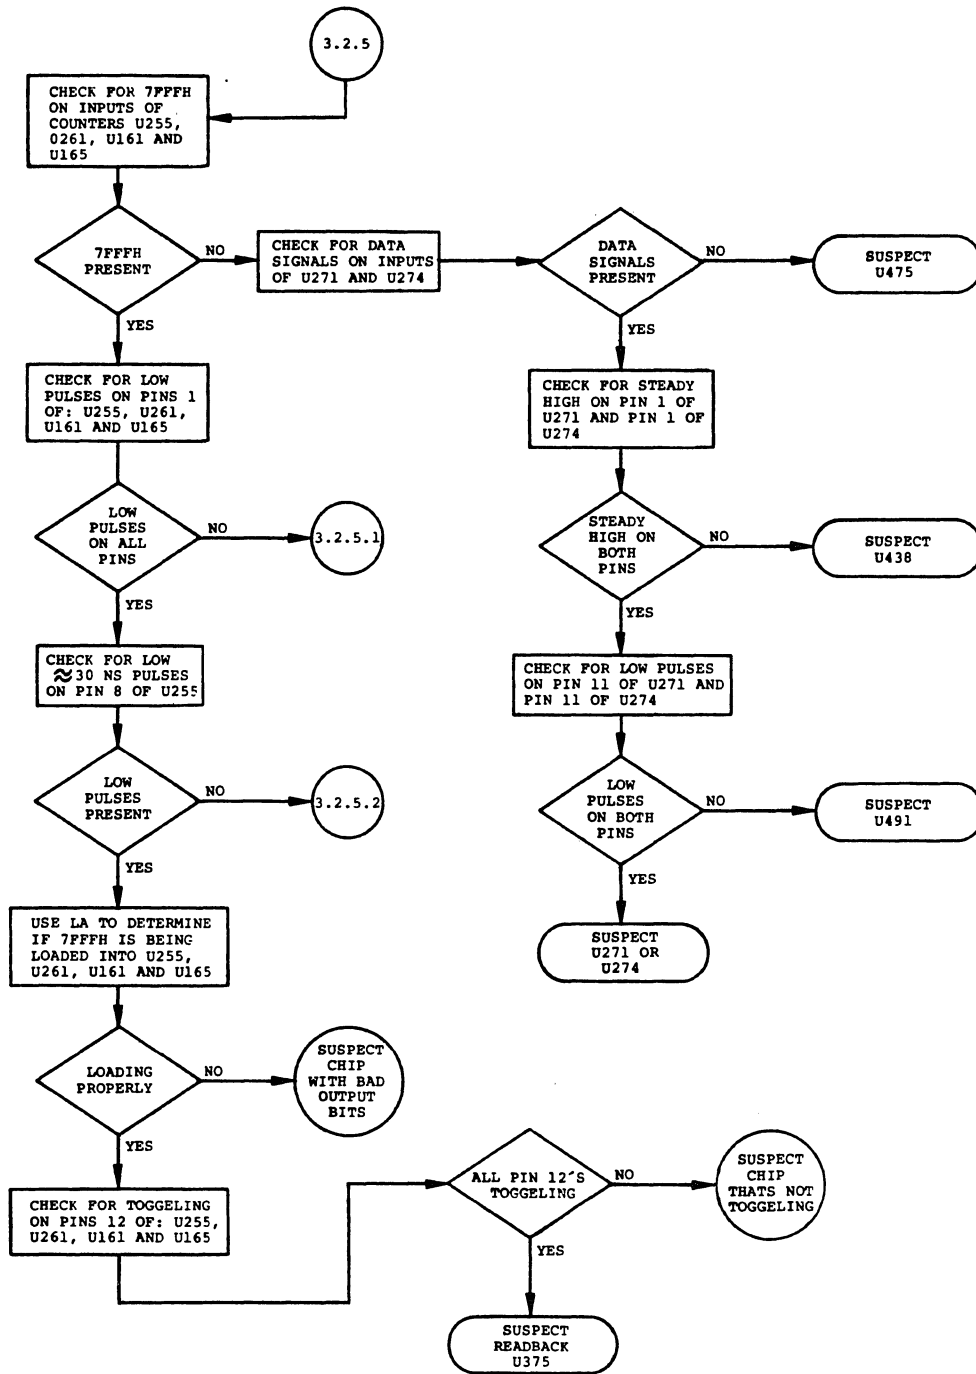 3.2.5
CHECK FOR 7FFFH
ON INPUTS OF
COUNTERS U255,
0261, U161 AND
U165
7FFFH
PRESENT
NO
CHECK FOR DATA
SIGNALS ON INPUTS
OF U271 AND U274
DATA
SIGNALS
PRESENT
NO
SUSPECT
U475
YES
YES
CHECK FOR LOW
PULSES ON PINS 1
OF: U255, U261,
U161 AND U165
CHECK FOR STEADY
HIGH ON PIN 1 OF
U271 AND PIN 1 OF
U274
LOW
PULSES
ON ALL
PINS
NO
3.2.5.1
STEADY
HIGH ON
BOTH
PINS
NO
SUSPECT
U438
YES
YES
CHECK FOR LOW
≈30 NS PULSES
ON PIN 8 OF U255
CHECK FOR LOW PULSES
ON PIN 11 OF U271 AND
PIN 11 OF U274
LOW
PULSES
PRESENT
NO
3.2.5.2
LOW
PULSES
ON BOTH
PINS
NO
SUSPECT
U491
YES
YES
USE LA TO DETERMINE
IF 7FFFH IS BEING
LOADED INTO U255,
U261, U161 AND U165
SUSPECT
U271 OR
U274
LOADING
PROPERLY
NO
SUSPECT
CHIP
WITH BAD
OUTPUT
BITS
YES
CHECK FOR TOGGELING
ON PINS 12 OF: U255,
U261, U161 AND U165
ALL PIN 12´S
TOGGELING
NO
SUSPECT
CHIP
THATS NOT
TOGGELING
YES
SUSPECT
READBACK
U375